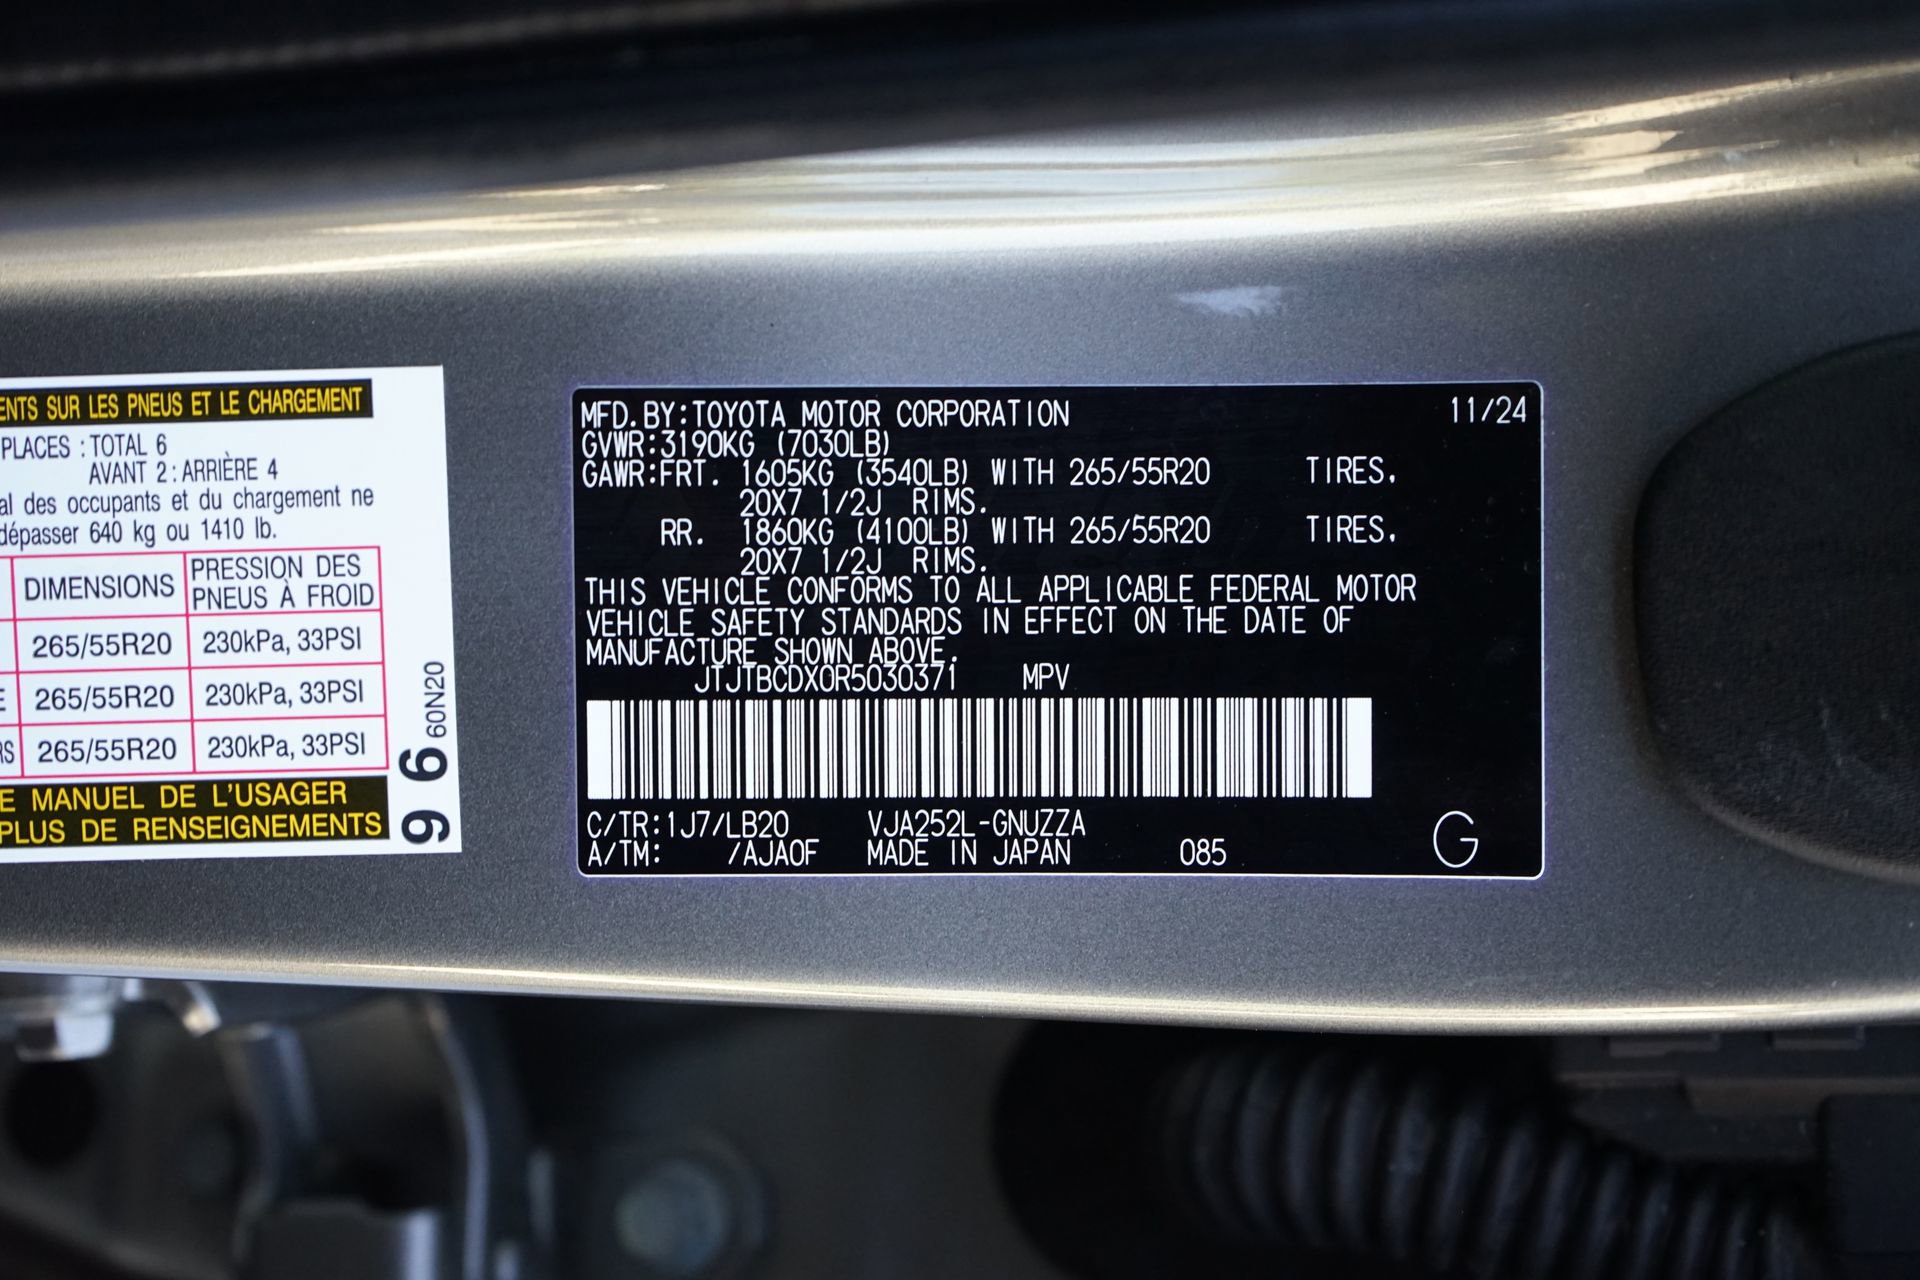 ENTS SUR LES PNEUS ET LE CHARGEMENT
PLACES : TOTAL 6
AVANT 2 : ARRIÈRE 4
al des occupants et du chargement ne
dépasser 640 kg ou 1410 lb.
DIMENSIONS PRESSION DES PNEUS À FROID
265/55R20 230kPa, 33PSI
E 265/55R20 230kPa, 33PSI
RS 265/55R20 230kPa, 33PSI
E MANUEL DE L'USAGER
PLUS DE RENSEIGNEMENTS
96 60N20
MFD. BY:TOYOTA MOTOR CORPORATION 11/24
GVWR:3190KG (7030LB)
GAWR:FRT. 1605KG (3540LB) WITH 265/55R20 TIRES.
20X7 1/2J RIMS.
RR. 1860KG (4100LB) WITH 265/55R20 TIRES.
20X7 1/2J RIMS.
THIS VEHICLE CONFORMS TO ALL APPLICABLE FEDERAL MOTOR
VEHICLE SAFETY STANDARDS IN EFFECT ON THE DATE OF
MANUFACTURE SHOWN ABOVE.
JTJTBCDX0R5030371 MPV
C/TR:1J7/LB20 VJA252L-GNUZZA
A/TM: /AJA0F MADE IN JAPAN 085 G